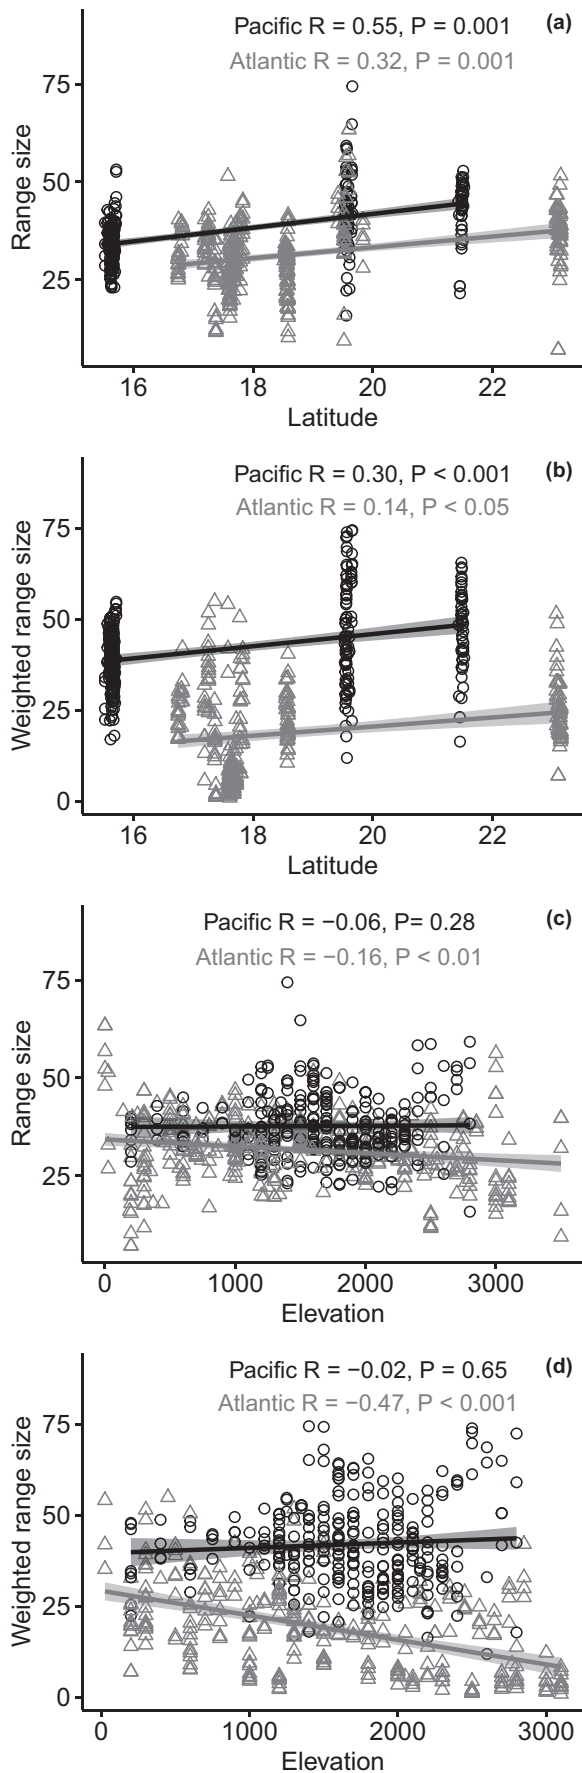 Pacific R = 0.55, P = 0.001 (a)
Atlantic R = 0.32, P = 0.001
75
50
25
Range size
16 18 20 22
Latitude
Pacific R = 0.30, P < 0.001 (b)
Atlantic R = 0.14, P < 0.05
75
50
25
0
Weighted range size
16 18 20 22
Latitude
Pacific R = −0.06, P= 0.28 (c)
Atlantic R = −0.16, P < 0.01
75
50
25
Range size
0 1000 2000 3000
Elevation
Pacific R = −0.02, P = 0.65 (d)
Atlantic R = −0.47, P < 0.001
75
50
25
0
Weighted range size
0 1000 2000 3000
Elevation